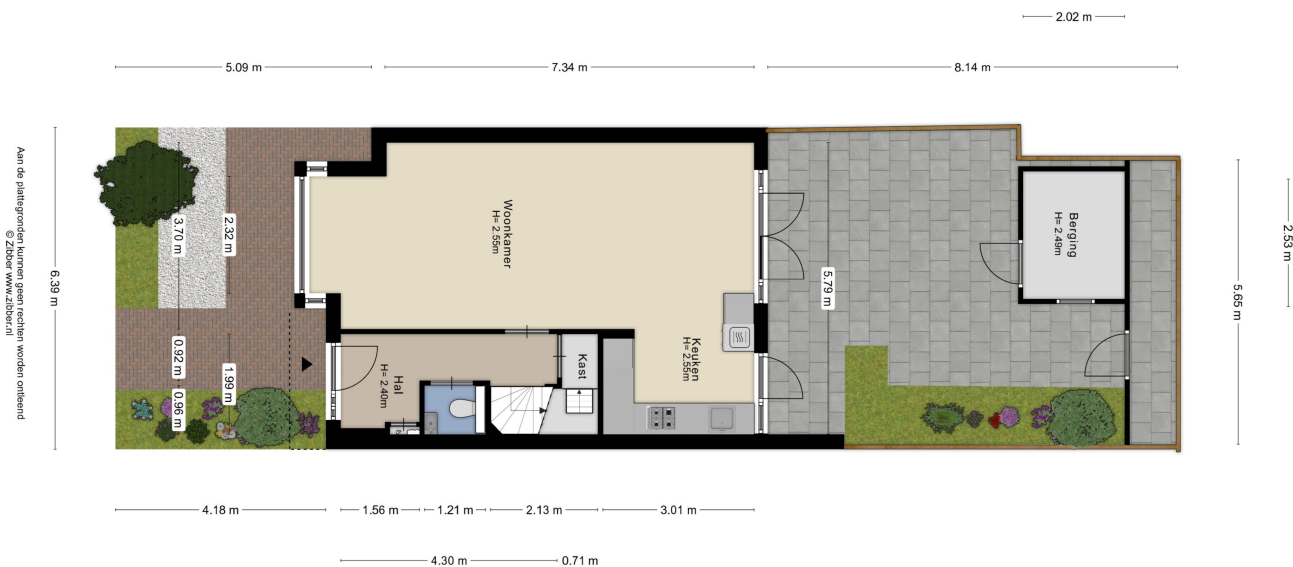 2.02 m
5.09 m
7.34 m
8.14 m
Aan de plattegronden kunnen geen rechten worden ontleend
© Zibber www.zibber.nl
6.39 m
3.70 m
2.32 m
0.92 m
0.96 m
1.99 m
Woonkamer
H= 2.55m
Keuken
H= 2.55m
Hal
H= 2.40m
Kast
5.79 m
Berging
H= 2.49m
5.65 m
2.53 m
4.18 m
1.56 m
1.21 m
2.13 m
3.01 m
4.30 m
0.71 m